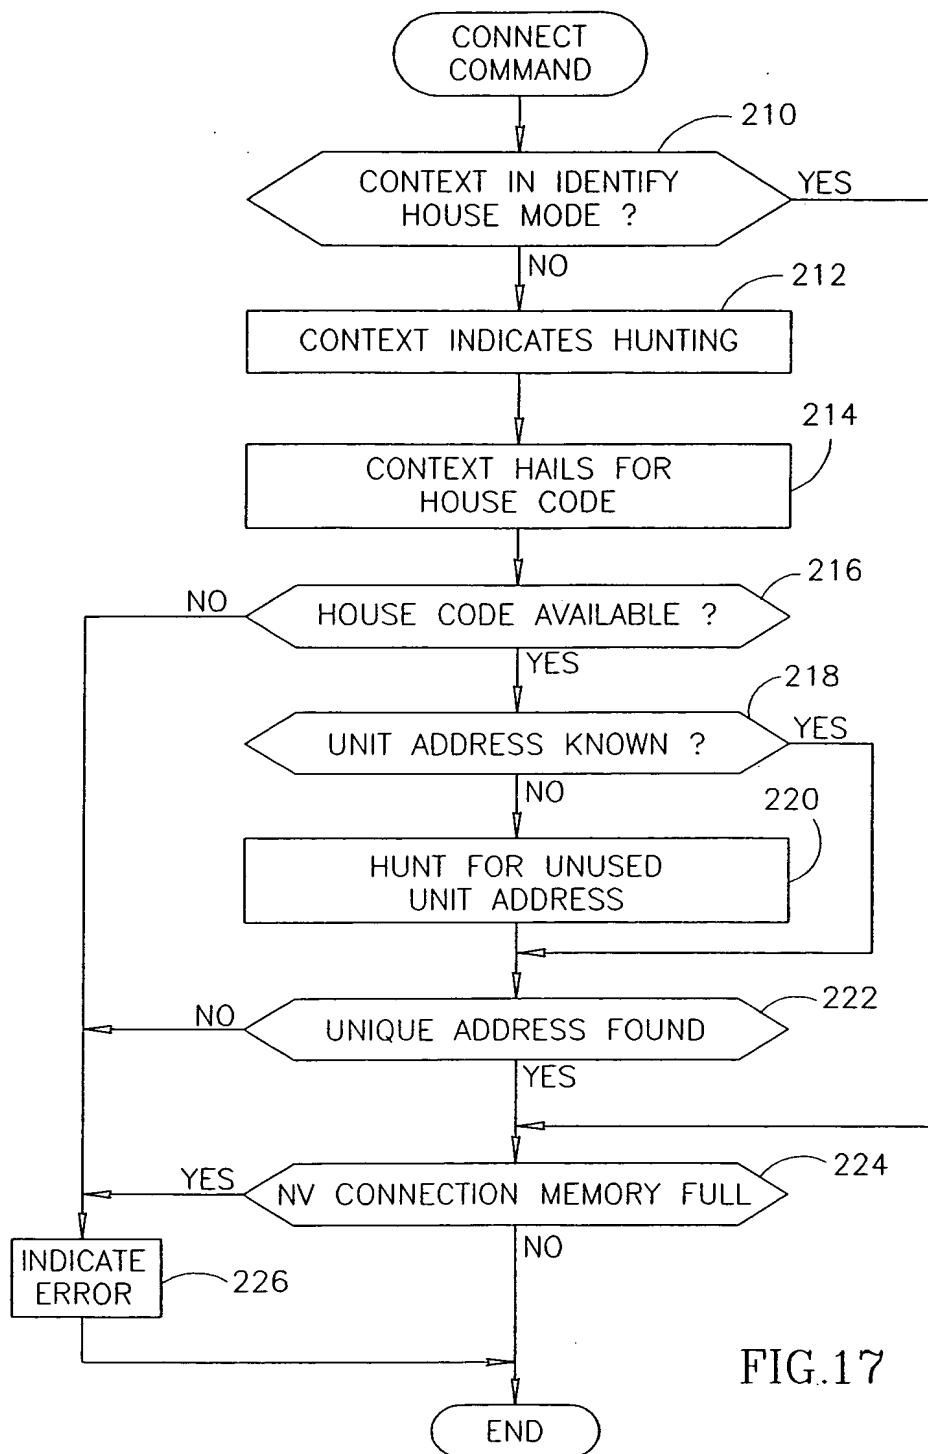 CONNECT
COMMAND
210
CONTEXT IN IDENTIFY
HOUSE MODE ?
YES
NO
212
CONTEXT INDICATES HUNTING
214
CONTEXT HAILS FOR
HOUSE CODE
216
NO
HOUSE CODE AVAILABLE ?
YES
218
UNIT ADDRESS KNOWN ?
YES
NO
220
HUNT FOR UNUSED
UNIT ADDRESS
222
NO
UNIQUE ADDRESS FOUND
YES
224
YES
NV CONNECTION MEMORY FULL
NO
INDICATE
ERROR
226
FIG.17
END